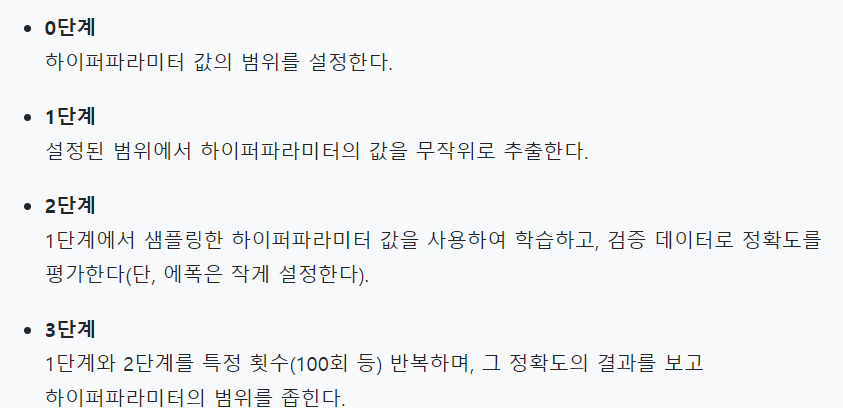 0단계
하이퍼파라미터 값의 범위를 설정한다.
1단계
설정된 범위에서 하이퍼파라미터의 값을 무작위로 추출한다.
2단계
1단계에서 샘플링한 하이퍼파라미터 값을 사용하여 학습하고, 검증 데이터로 정확도를
평가한다(단, 에폭은 작게 설정한다).
3단계
1단계와 2단계를 특정 횟수(100회 등) 반복하며, 그 정확도의 결과를 보고
하이퍼파라미터의 범위를 좁힌다.